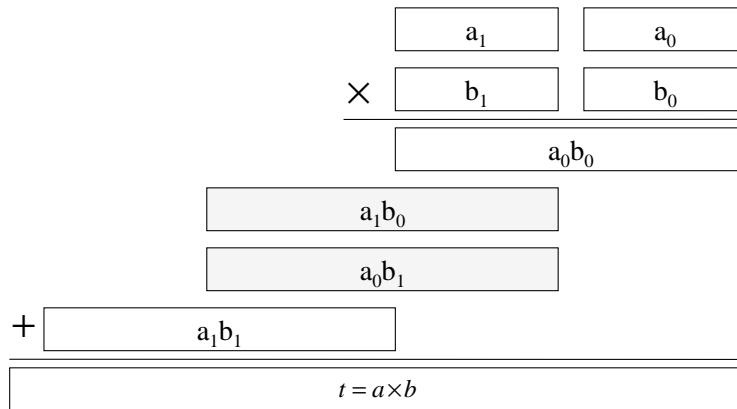 a₁ a₀
× b₁ b₀
a₀b₀
a₁b₀
a₀b₁
+ a₁b₁
t = a×b